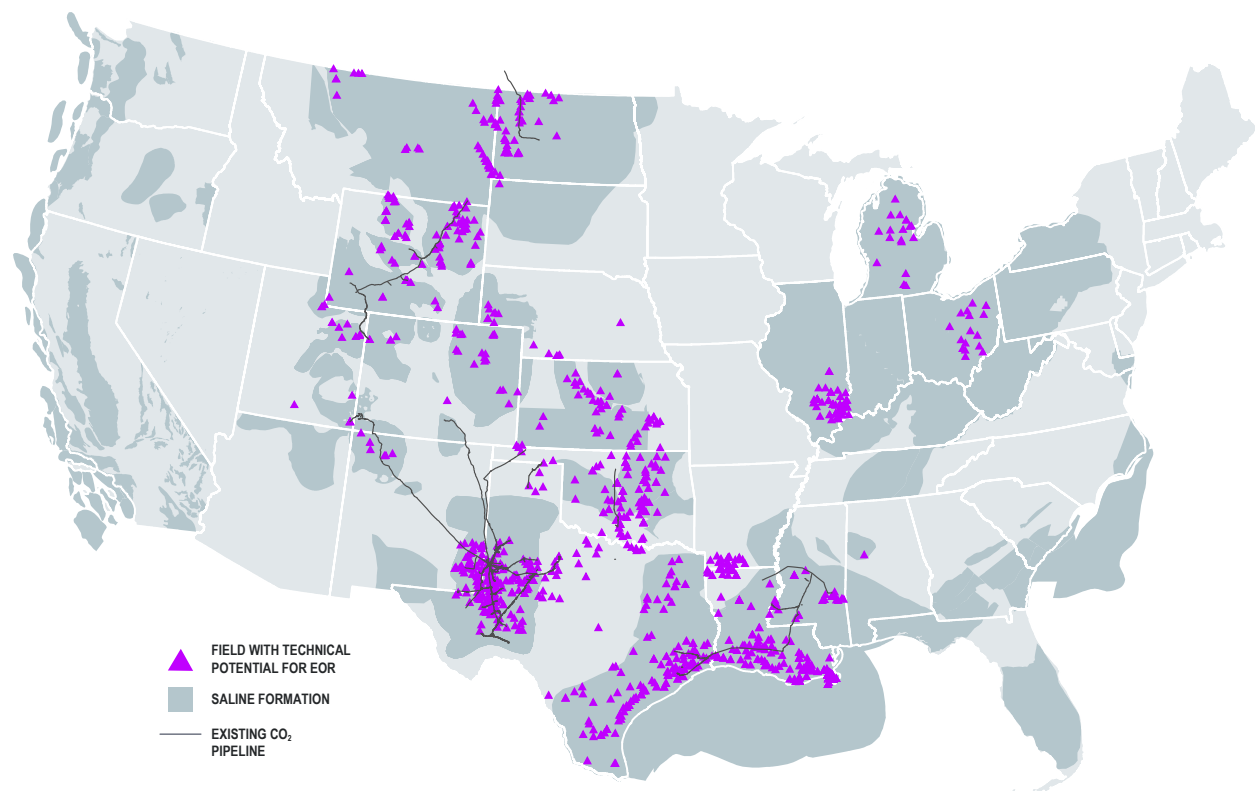 FIELD WITH TECHNICAL
POTENTIAL FOR EOR
SALINE FORMATION
EXISTING CO₂
PIPELINE